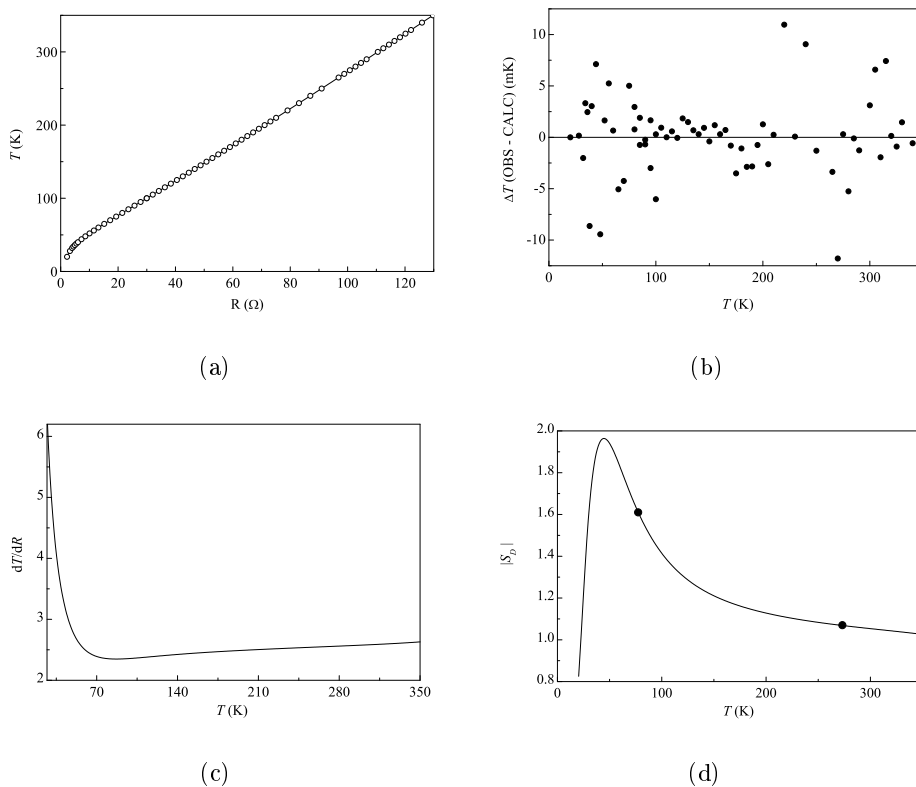 300
200
100
0
T (K)
0 20 40 60 80 100 120
R (Ω)
(a)
10
5
0
-5
-10
ΔT (OBS - CALC) (mK)
0 100 200 300
T (K)
(b)
6
5
4
3
2
dT/dR
70 140 210 280 350
T (K)
(c)
2.0
1.8
1.6
1.4
1.2
1.0
0.8
|S_D|
0 100 200 300
T (K)
(d)